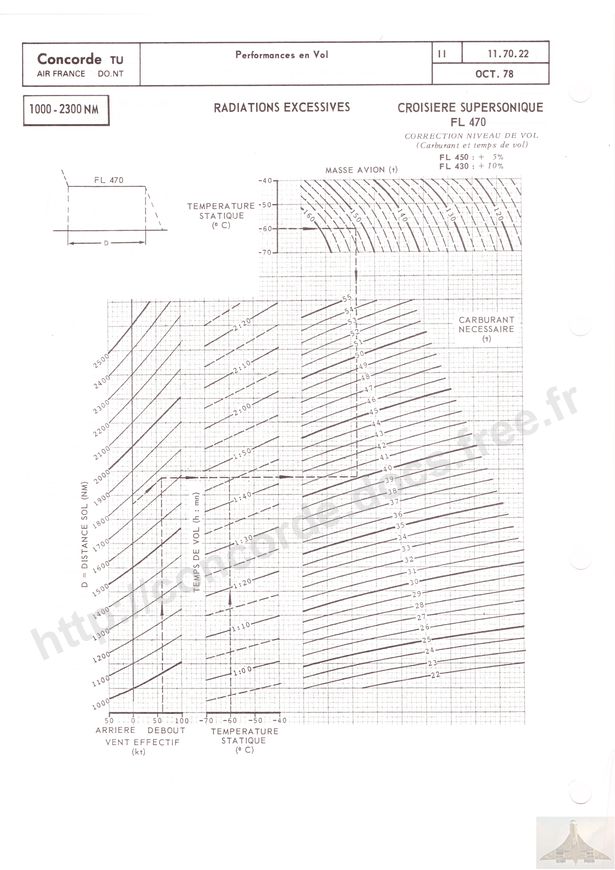 Concorde TU
AIR FRANCE DO.NT
Performances en Vol
II
11.70.22
OCT. 78
1000 - 2300 NM
RADIATIONS EXCESSIVES
CROISIERE SUPERSONIQUE
FL 470
CORRECTION NIVEAU DE VOL
(Carburant et temps de vol)
FL 450 : + 5%
FL 430 : + 10%
FL 470
D
MASSE AVION (t)
TEMPERATURE
STATIQUE
(° C)
-40
-50
-60
-70
160
150
140
130
120
CARBURANT
NECESSAIRE
(t)
55
54
53
52
51
50
49
48
47
46
45
44
43
42
41
40
39
38
37
36
35
34
33
32
31
30
29
28
27
26
25
24
23
22
D = DISTANCE SOL (NM)
2500
2400
2300
2200
2100
2000
1900
1800
1700
1600
1500
1400
1300
1200
1100
1000
TEMPS DE VOL (h : mn)
2:20
2:10
2:00
1:50
1:40
1:30
1:20
1:10
1:00
50 0 50 100
ARRIERE DEBOUT
VENT EFFECTIF
(kt)
-70 -60 -50 -40
TEMPERATURE
STATIQUE
(° C)
http://concorde.docs.free.fr